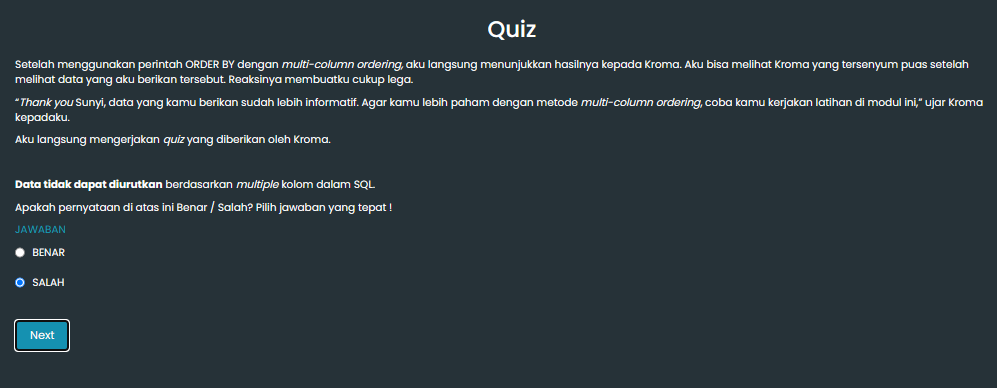 Quiz
Setelah menggunakan perintah ORDER BY dengan multi-column ordering, aku langsung menunjukkan hasilnya kepada Kroma. Aku bisa melihat Kroma yang tersenyum puas setelah
melihat data yang aku berikan tersebut. Reaksinya membuatku cukup lega.
“Thank you Sunyi, data yang kamu berikan sudah lebih informatif. Agar kamu lebih paham dengan metode multi-column ordering, coba kamu kerjakan latihan di modul ini,” ujar Kroma
kepadaku.
Aku langsung mengerjakan quiz yang diberikan oleh Kroma.
Data tidak dapat diurutkan berdasarkan multiple kolom dalam SQL.
Apakah pernyataan di atas ini Benar / Salah? Pilih jawaban yang tepat !
JAWABAN
BENAR
SALAH
Next